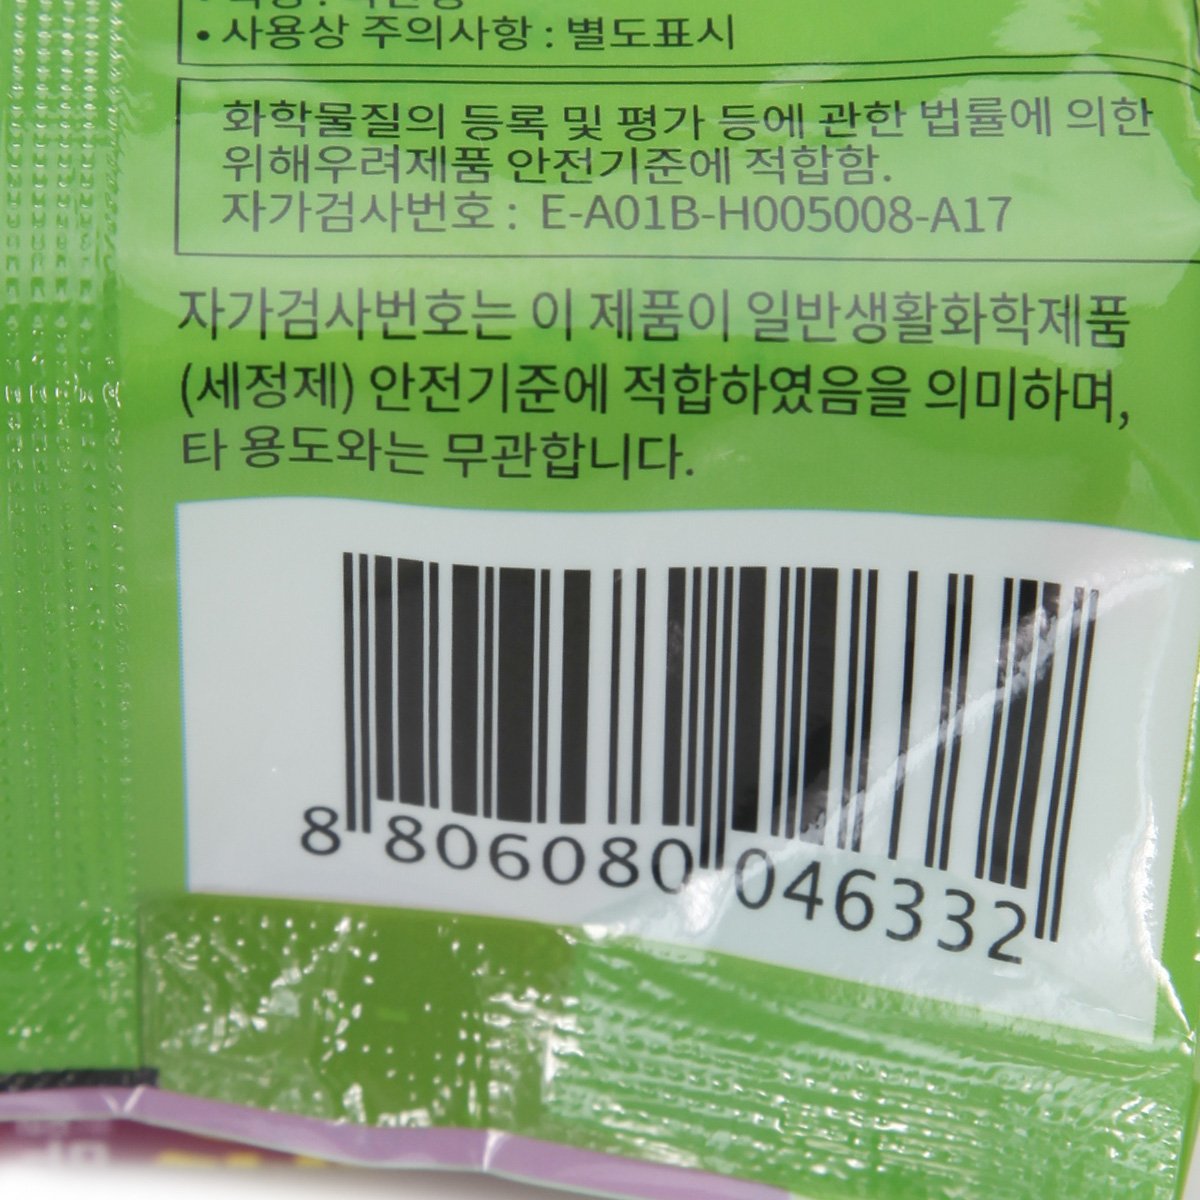 • 사용상 주의사항 : 별도표시
화학물질의 등록 및 평가 등에 관한 법률에 의한
위해우려제품 안전기준에 적합함.
자가검사번호 : E-A01B-H005008-A17
자가검사번호는 이 제품이 일반생활화학제품
(세정제) 안전기준에 적합하였음을 의미하며,
타 용도와는 무관합니다.
8 806080 046332